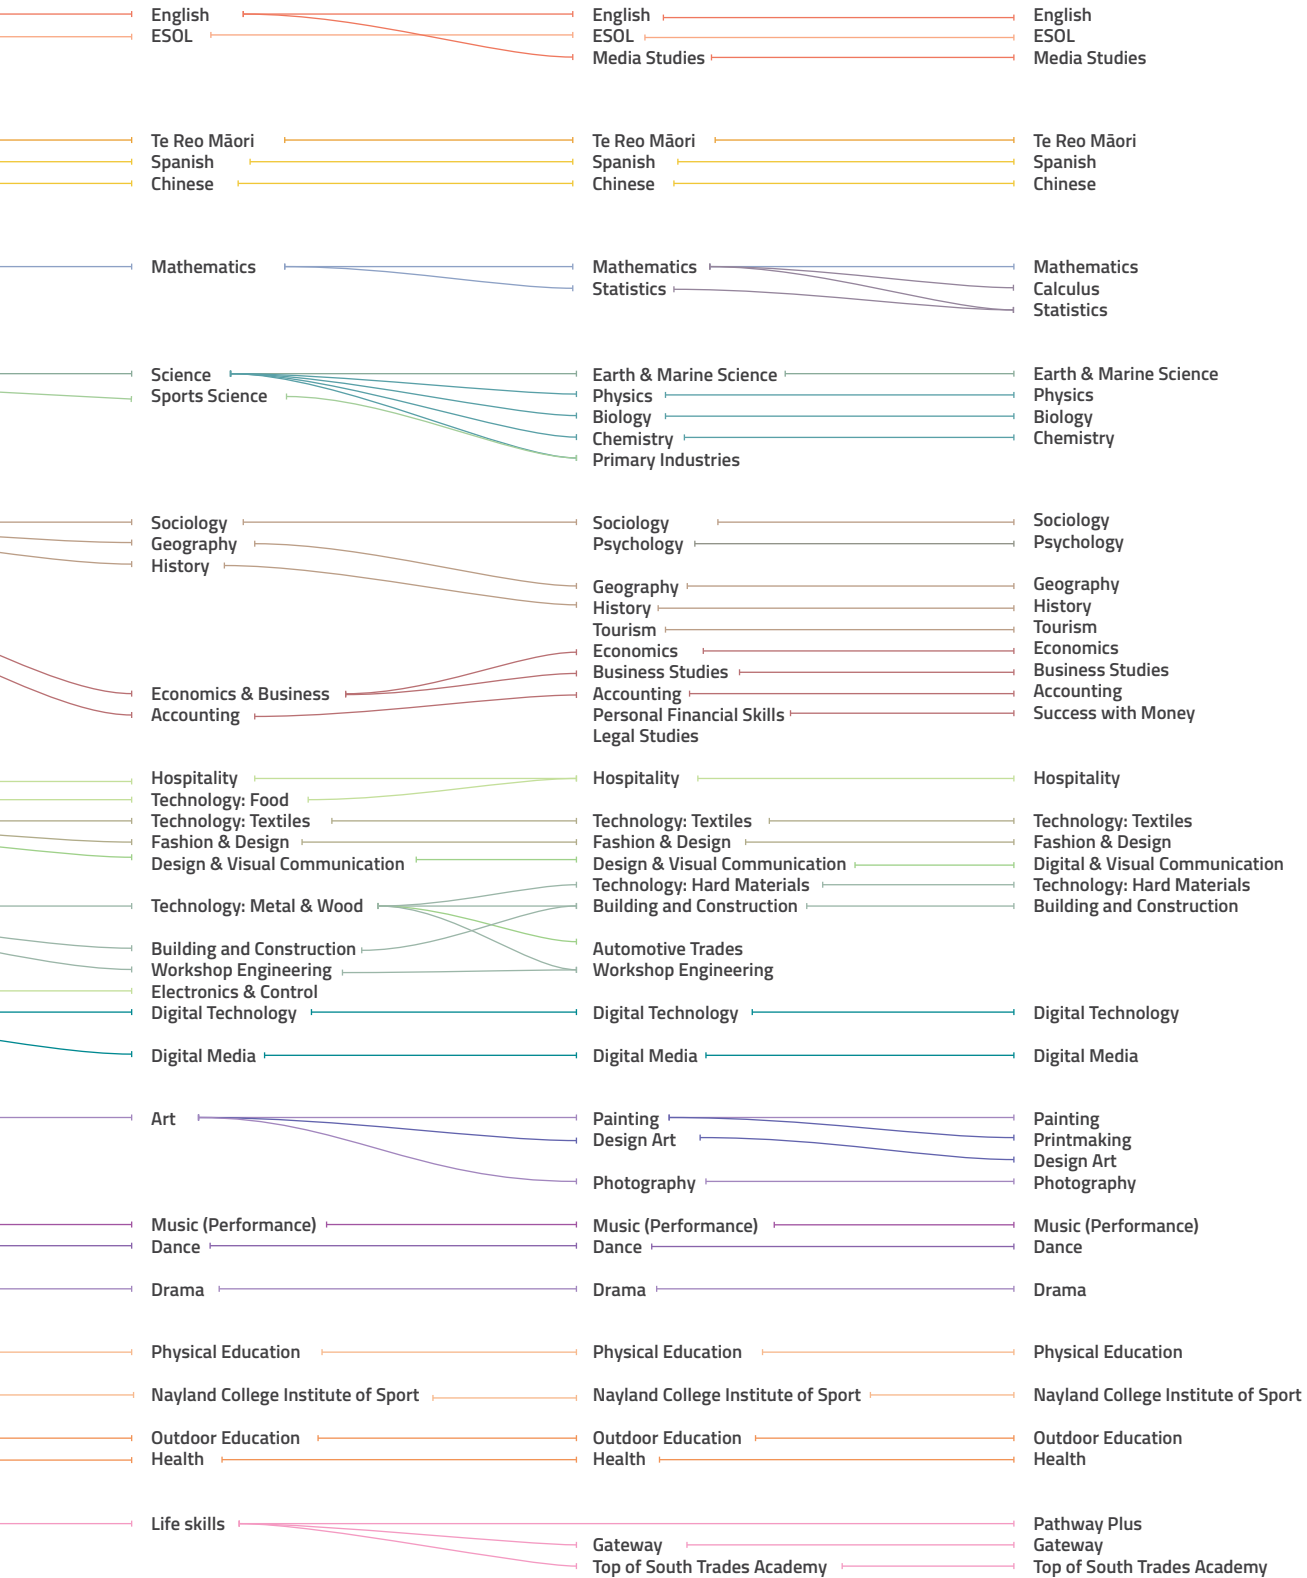 English
ESOL
English
ESOL
Media Studies
English
ESOL
Media Studies
Te Reo Māori
Spanish
Chinese
Te Reo Māori
Spanish
Chinese
Te Reo Māori
Spanish
Chinese
Mathematics
Mathematics
Statistics
Mathematics
Calculus
Statistics
Science
Sports Science
Earth & Marine Science
Physics
Biology
Chemistry
Primary Industries
Earth & Marine Science
Physics
Biology
Chemistry
Sociology
Geography
History
Economics & Business
Accounting
Sociology
Psychology
Geography
History
Tourism
Economics
Business Studies
Accounting
Personal Financial Skills
Legal Studies
Sociology
Psychology
Geography
History
Tourism
Economics
Business Studies
Accounting
Success with Money
Hospitality
Technology: Food
Technology: Textiles
Fashion & Design
Design & Visual Communication
Technology: Metal & Wood
Building and Construction
Workshop Engineering
Electronics & Control
Digital Technology
Digital Media
Hospitality
Technology: Textiles
Fashion & Design
Design & Visual Communication
Technology: Hard Materials
Building and Construction
Automotive Trades
Workshop Engineering
Digital Technology
Digital Media
Hospitality
Technology: Textiles
Fashion & Design
Digital & Visual Communication
Technology: Hard Materials
Building and Construction
Digital Technology
Digital Media
Art
Painting
Design Art
Photography
Painting
Printmaking
Design Art
Photography
Music (Performance)
Dance
Drama
Music (Performance)
Dance
Drama
Music (Performance)
Dance
Drama
Physical Education
Nayland College Institute of Sport
Outdoor Education
Health
Physical Education
Nayland College Institute of Sport
Outdoor Education
Health
Physical Education
Nayland College Institute of Sport
Outdoor Education
Health
Life skills
Gateway
Top of South Trades Academy
Pathway Plus
Gateway
Top of South Trades Academy